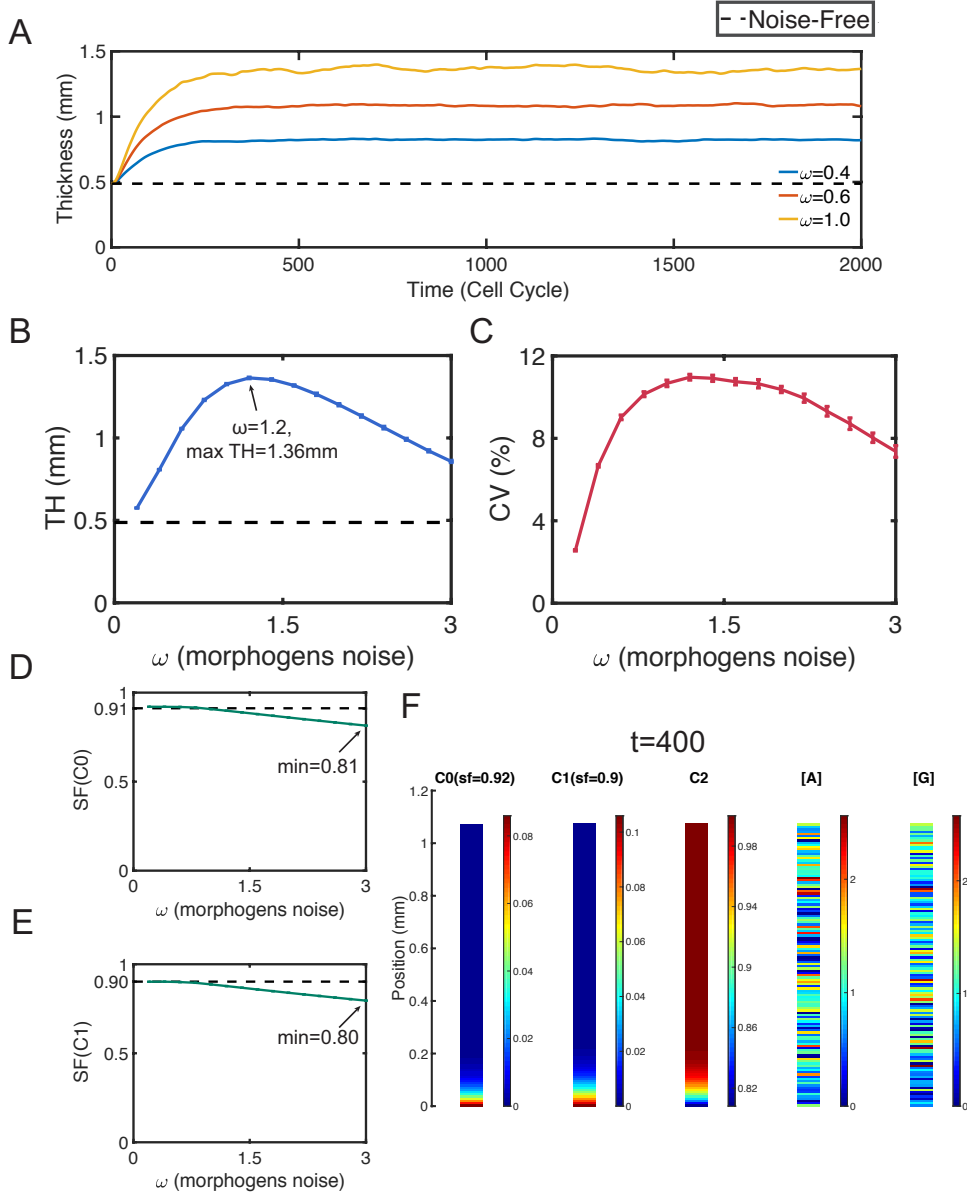 Noise-Free
A
1.5
1
0.5
0
Thickness (mm)
ω=0.4
ω=0.6
ω=1.0
0
500
1000
1500
2000
Time (Cell Cycle)
B
1.5
1
0.5
0
TH (mm)
ω=1.2,
max TH=1.36mm
0
1.5
3
ω (morphogens noise)
C
12
8
4
0
CV (%)
0
1.5
3
ω (morphogens noise)
D
1
0.91
0.5
0
SF(C0)
min=0.81
0
1.5
3
ω (morphogens noise)
E
1
0.90
0.5
0
SF(C1)
min=0.80
0
1.5
3
ω (morphogens noise)
F
t=400
C0(sf=0.92)
C1(sf=0.9)
C2
[A]
[G]
1.2
1
0.8
0.6
0.4
0.2
0
Position (mm)
0.08
0.06
0.04
0.02
0
0.1
0.08
0.06
0.04
0.02
0
0.98
0.94
0.9
0.86
0.82
2
1
0
2
1
0